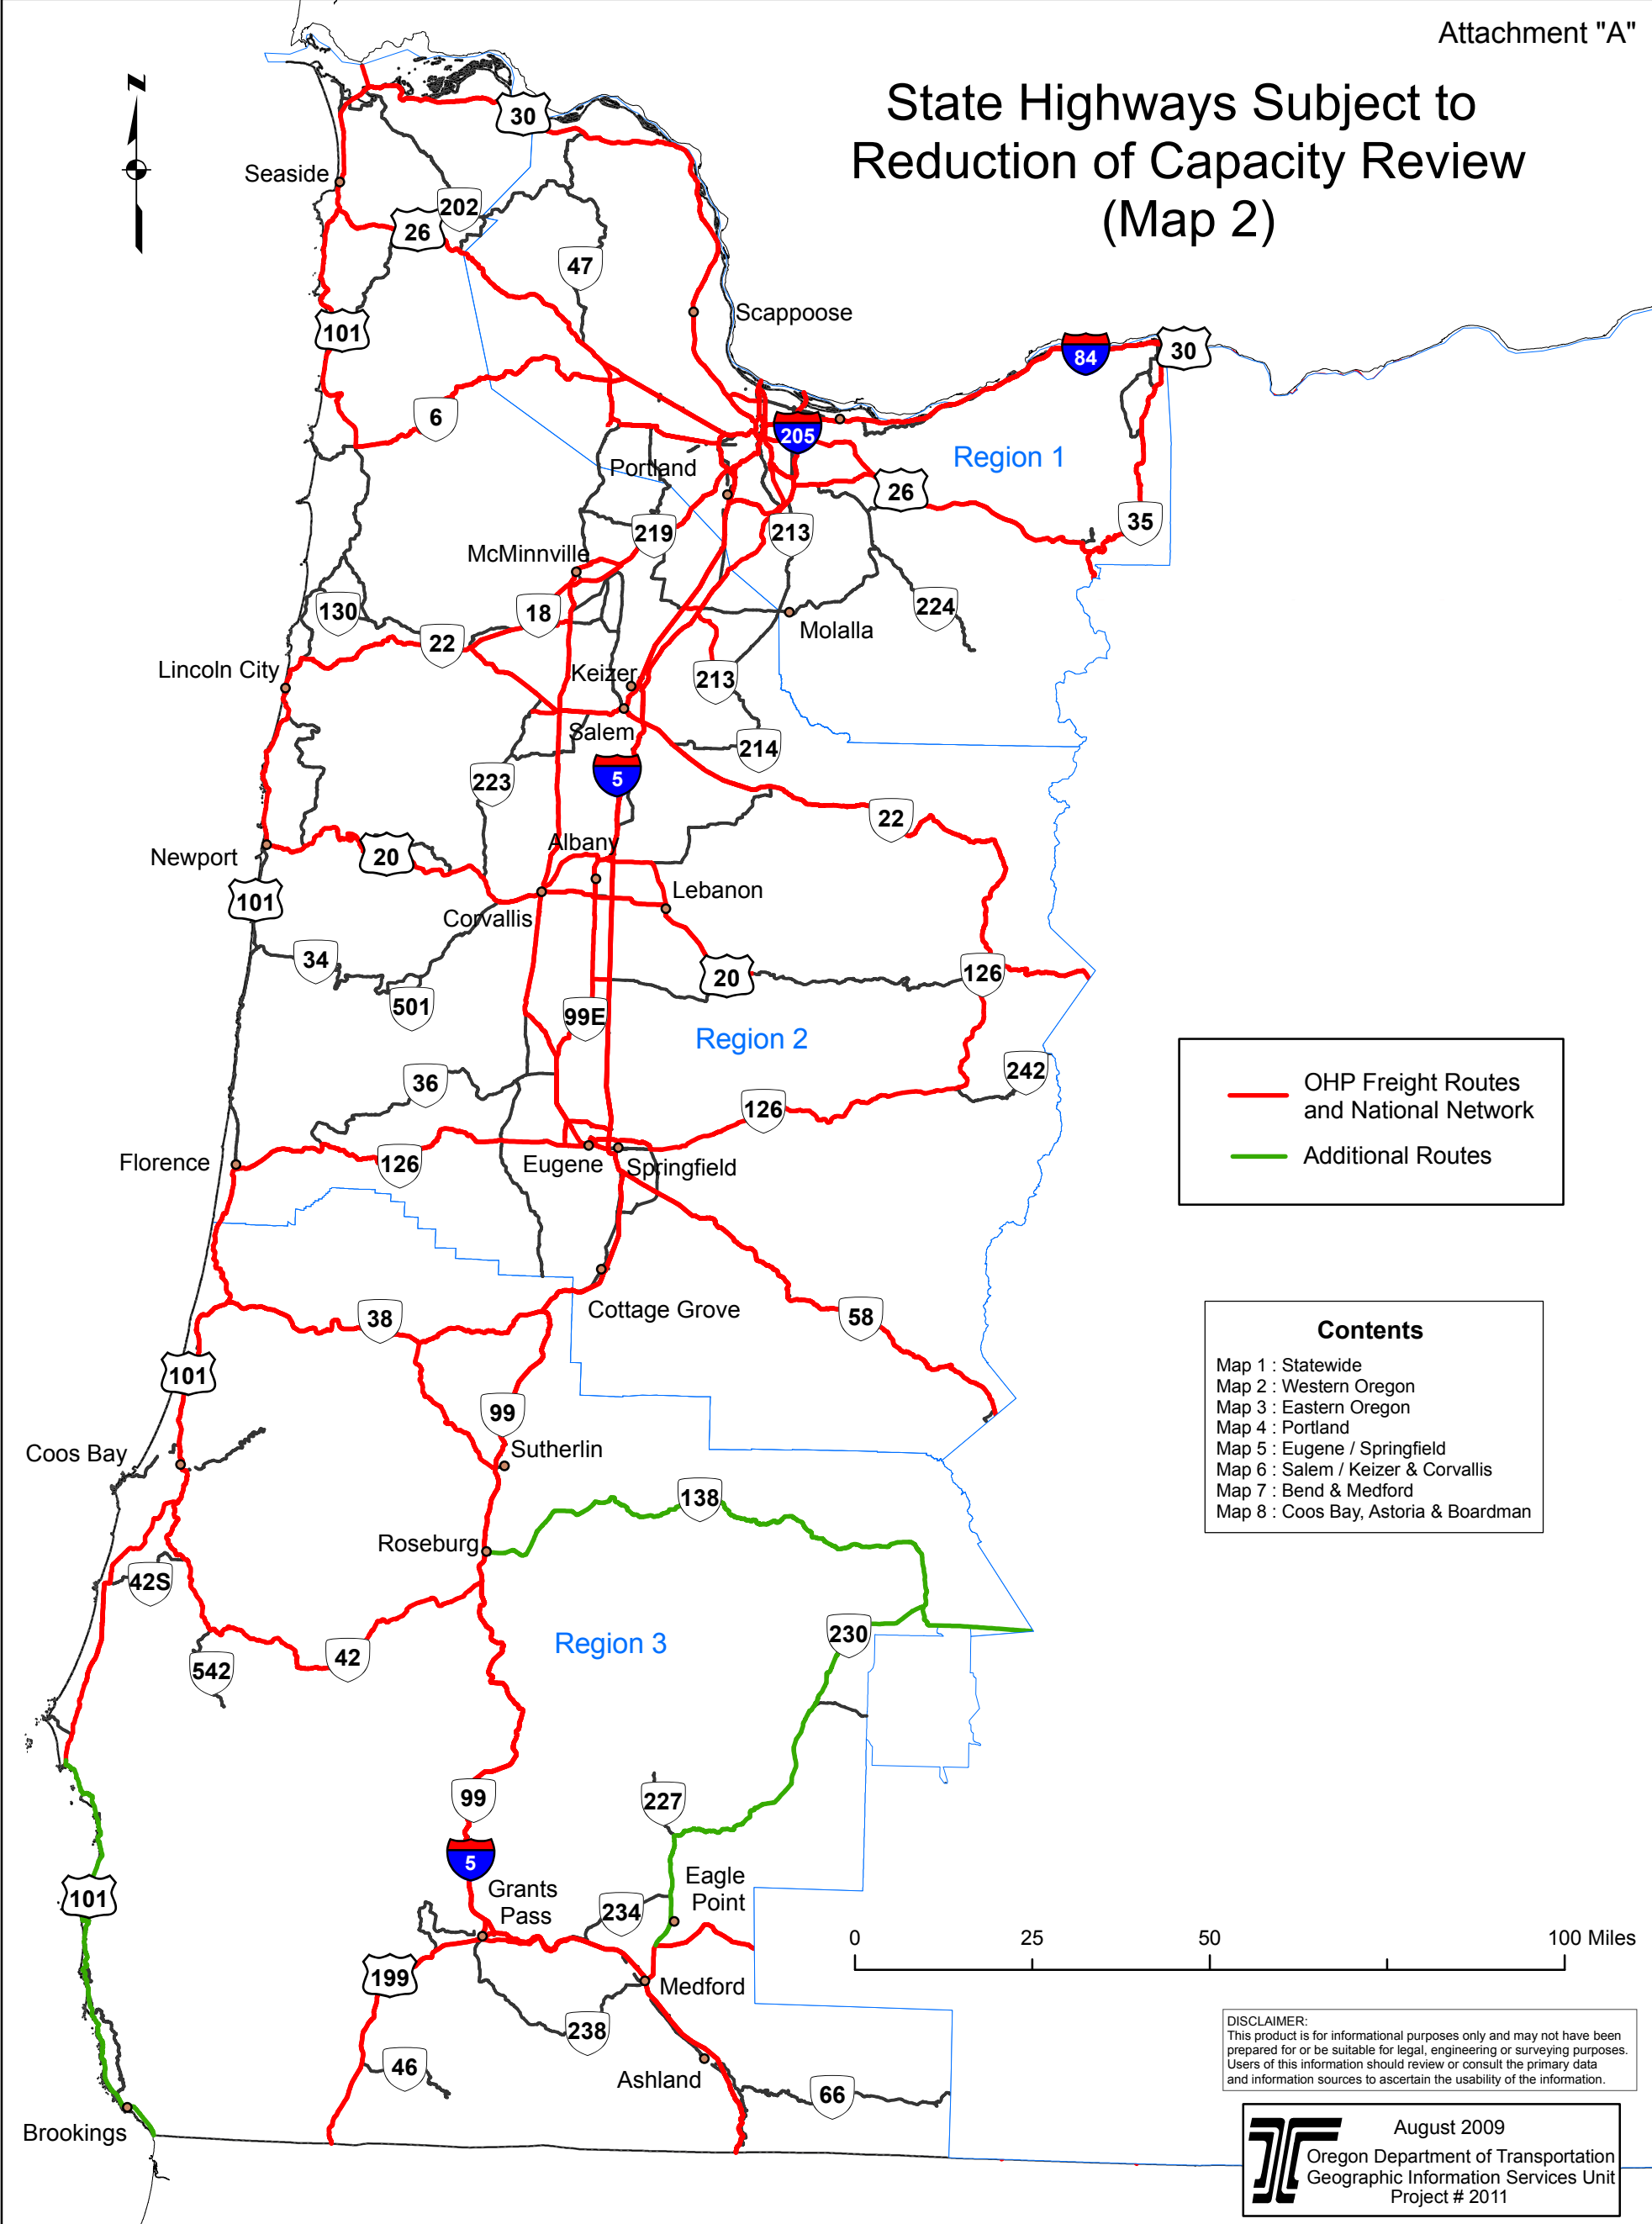 Attachment "A"
State Highways Subject to
Reduction of Capacity Review
(Map 2)
N
30
Seaside
202
26
47
101
Scappoose
84
30
6
205
Region 1
Portland
26
219
213
35
McMinnville
130
18
224
22
Molalla
Lincoln City
Keizer
213
Salem
214
223
5
22
Albany
Newport
20
Lebanon
101
Corvallis
34
20
126
501
99E
Region 2
36
242
126
OHP Freight Routes
and National Network
Additional Routes
Florence
126
Eugene
Springfield
38
Cottage Grove
58
101
99
Sutherlin
Coos Bay
Contents
Map 1 : Statewide
Map 2 : Western Oregon
Map 3 : Eastern Oregon
Map 4 : Portland
Map 5 : Eugene / Springfield
Map 6 : Salem / Keizer & Corvallis
Map 7 : Bend & Medford
Map 8 : Coos Bay, Astoria & Boardman
138
Roseburg
42S
230
Region 3
42
542
99
227
5
Eagle
Point
101
Grants
Pass
234
0
25
50
100 Miles
199
Medford
238
46
Ashland
66
Brookings
DISCLAIMER:
This product is for informational purposes only and may not have been
prepared for or be suitable for legal, engineering or surveying purposes.
Users of this information should review or consult the primary data
and information sources to ascertain the usability of the information.
August 2009
Oregon Department of Transportation
Geographic Information Services Unit
Project # 2011